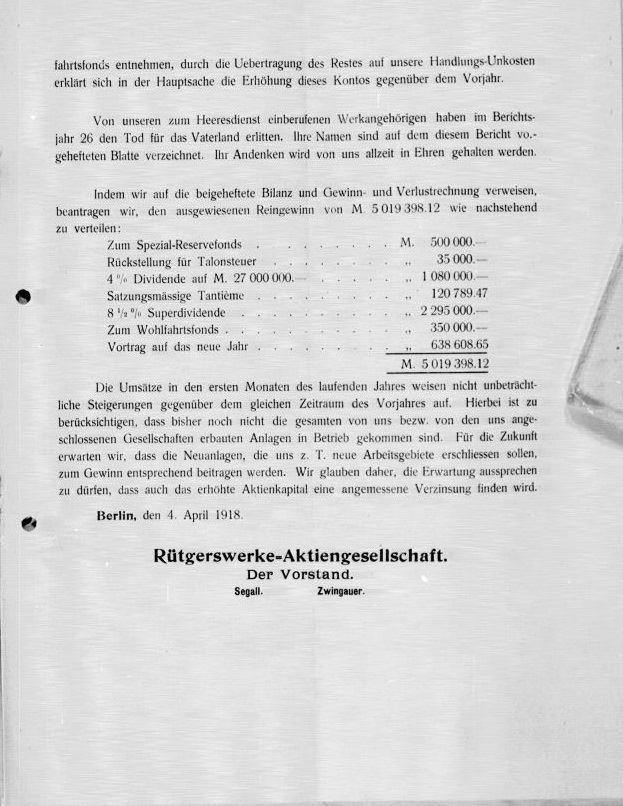 fahrtsfonds entnehmen, durch die Uebertragung des Restes auf unsere Handlungs-Unkosten
erklärt sich in der Hauptsache die Erhöhung dieses Kontos gegenüber dem Vorjahr.
Von unseren zum Heeresdienst einberufenen Werkangehörigen haben im Berichts-
jahr 26 den Tod für das Vaterland erlitten. Ihre Namen sind auf dem diesem Bericht vo.-
gehefteten Blatte verzeichnet. Ihr Andenken wird von uns allzeit in Ehren gehalten werden.
Indem wir auf die beigeheftete Bilanz und Gewinn- und Verlustrechnung verweisen,
beantragen wir, den ausgewiesenen Reingewinn von M. 5 019 398.12 wie nachstehend
zu verteilen:
Zum Spezial-Reservefonds . . . . . . . M. 500 000.—
Rückstellung für Talonsteuer . . . . . . . „ 35 000.—
4 % Dividende auf M. 27 000 000.— . . . . . „ 1 080 000.—
Satzungsmässige Tantième . . . . . . . . „ 120 789.47
8 1/2 % Superdividende . . . . . . . . „ 2 295 000.—
Zum Wohlfahrtsfonds . . . . . . . . . „ 350 000.—
Vortrag auf das neue Jahr . . . . . . . „ 638 608.65
M. 5 019 398.12
Die Umsätze in den ersten Monaten des laufenden Jahres weisen nicht unbeträcht-
liche Steigerungen gegenüber dem gleichen Zeitraum des Vorjahres auf. Hierbei ist zu
berücksichtigen, dass bisher noch nicht die gesamten von uns bezw. von den uns ange-
schlossenen Gesellschaften erbauten Anlagen in Betrieb gekommen sind. Für die Zukunft
erwarten wir, dass die Neuanlagen, die uns z. T. neue Arbeitsgebiete erschliessen sollen,
zum Gewinn entsprechend beitragen werden. Wir glauben daher, die Erwartung aussprechen
zu dürfen, dass auch das erhöhte Aktienkapital eine angemessene Verzinsung finden wird.
Berlin, den 4. April 1918.
Rütgerswerke-Aktiengesellschaft.
Der Vorstand.
Segall. Zwingauer.